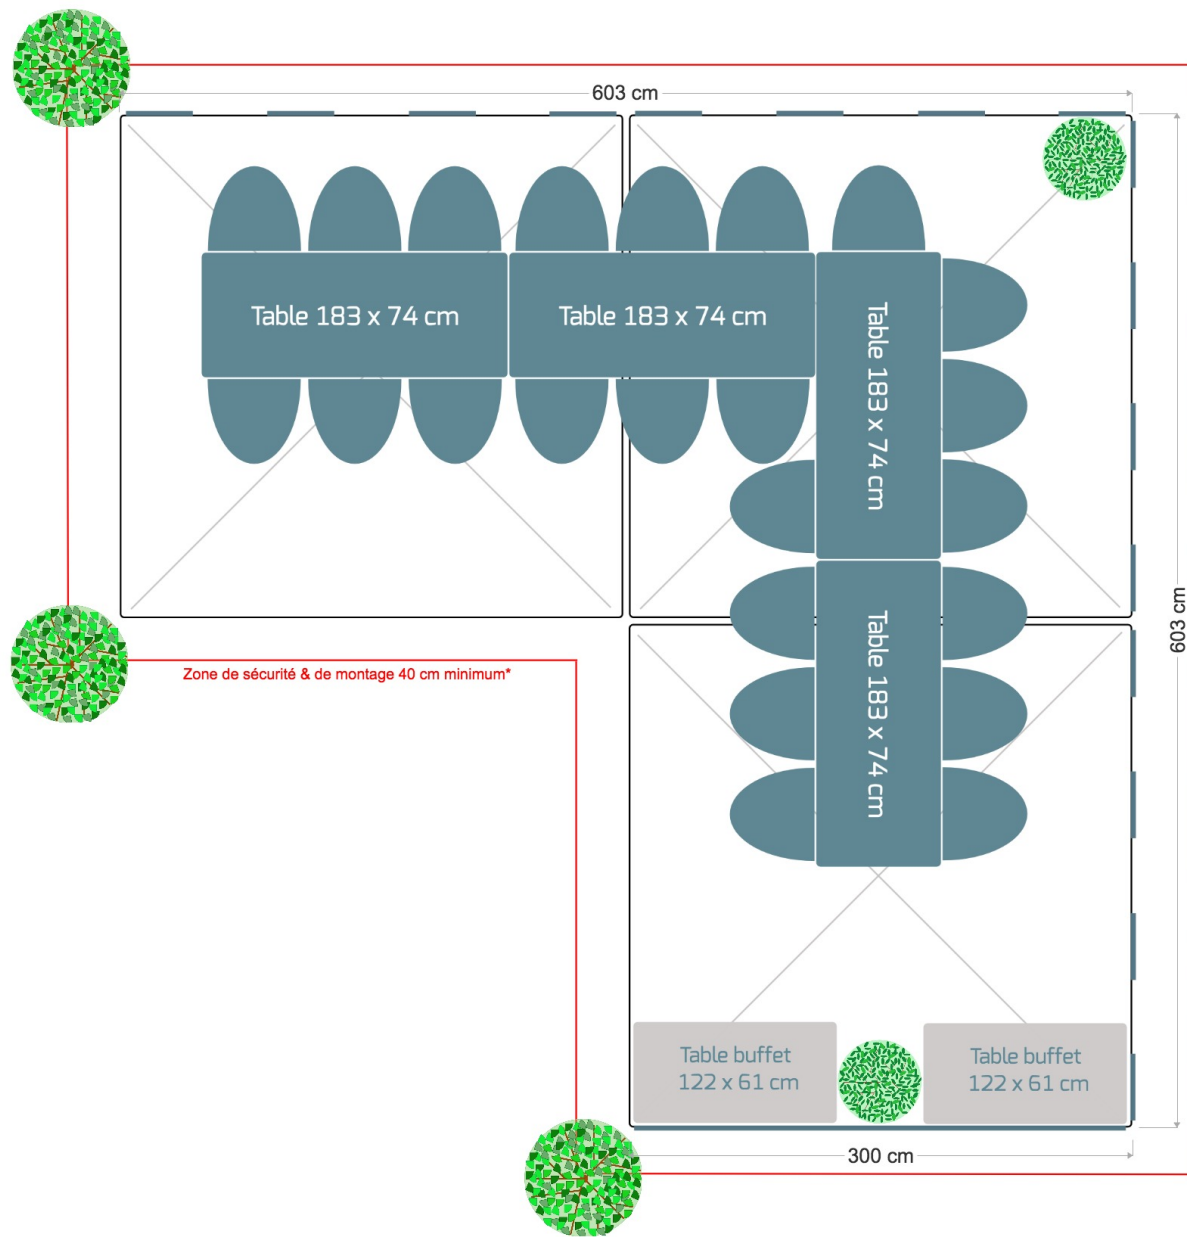 603 cm
Table 183 x 74 cm
Table 183 x 74 cm
Table 183 x 74 cm
603 cm
Zone de sécurité & de montage 40 cm minimum*
Table 183 x 74 cm
Table buffet
122 x 61 cm
Table buffet
122 x 61 cm
300 cm